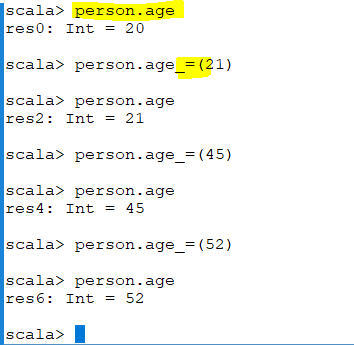 scala> person.age
res0: Int = 20
scala> person.age_=(21)
scala> person.age
res2: Int = 21
scala> person.age_=(45)
scala> person.age
res4: Int = 45
scala> person.age_=(52)
scala> person.age
res6: Int = 52
scala>